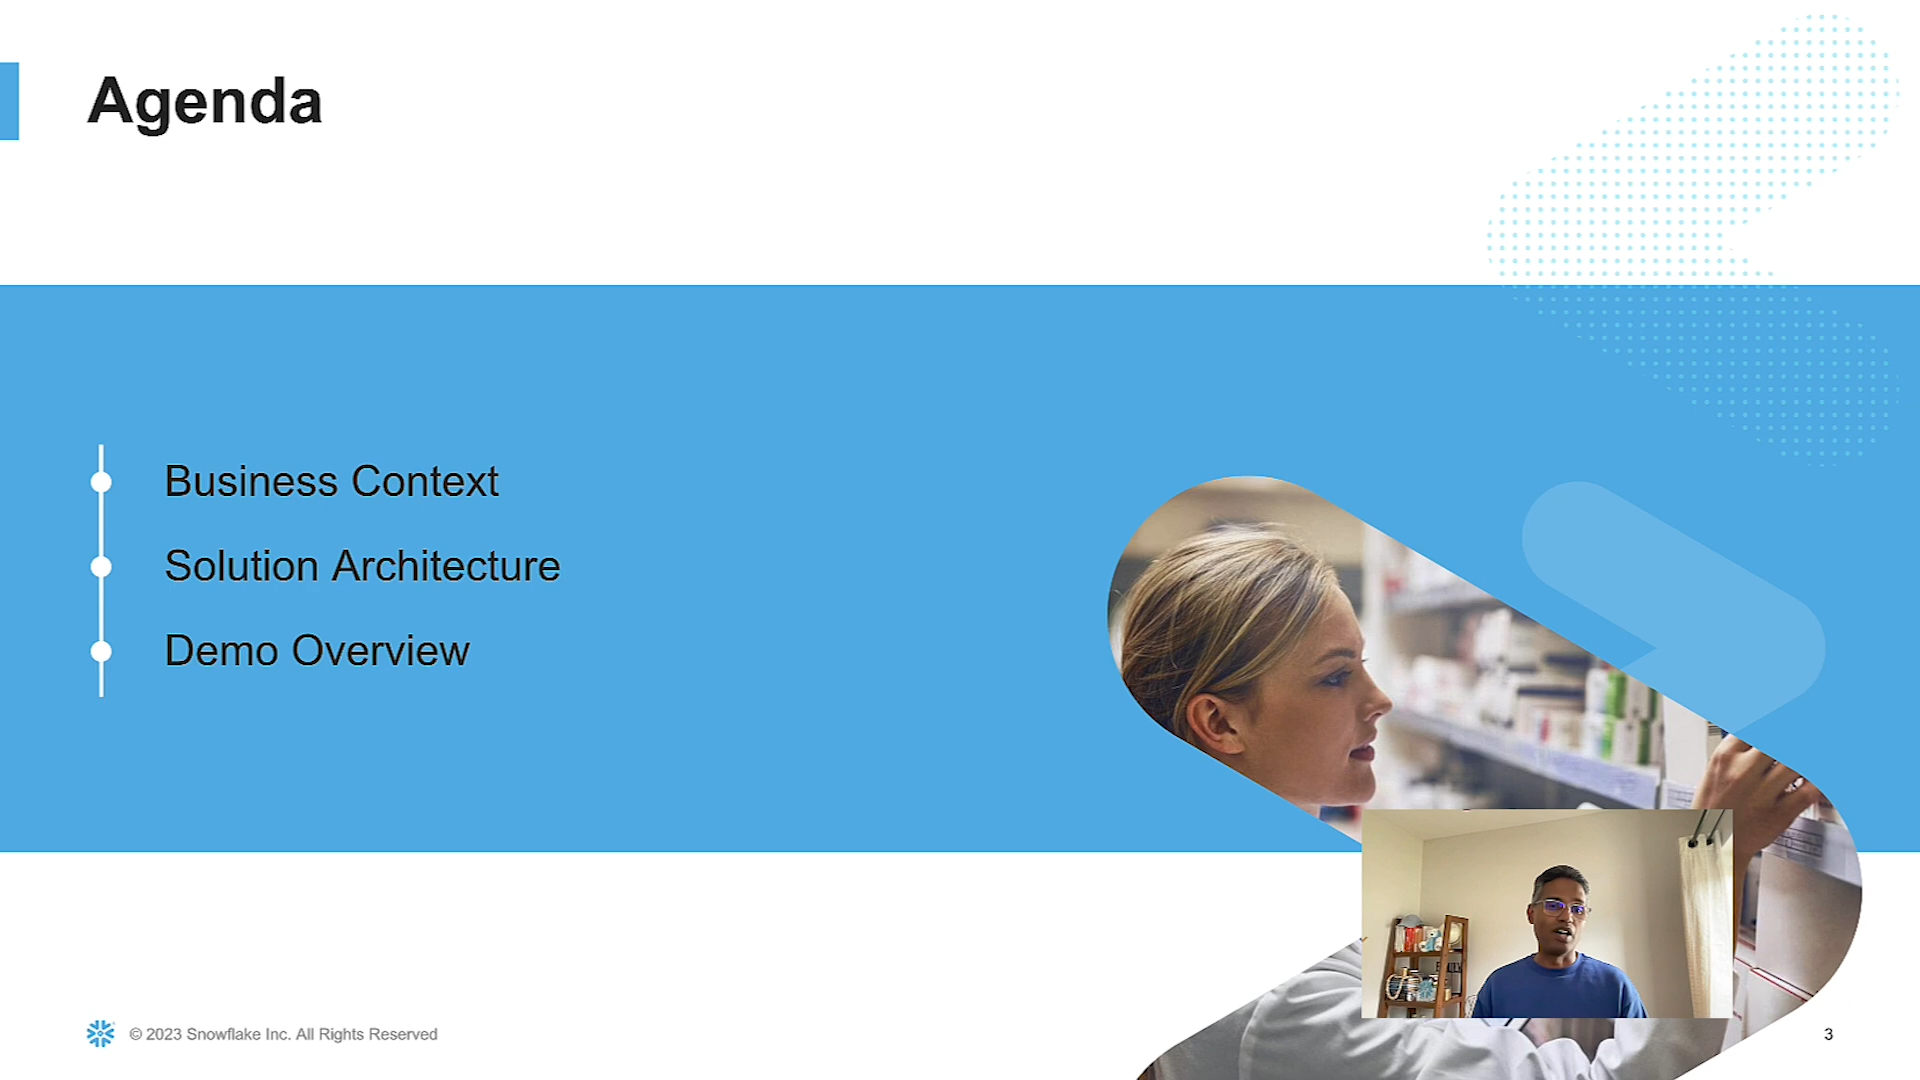 Agenda
Business Context
Solution Architecture
Demo Overview
© 2023 Snowflake Inc. All Rights Reserved
3